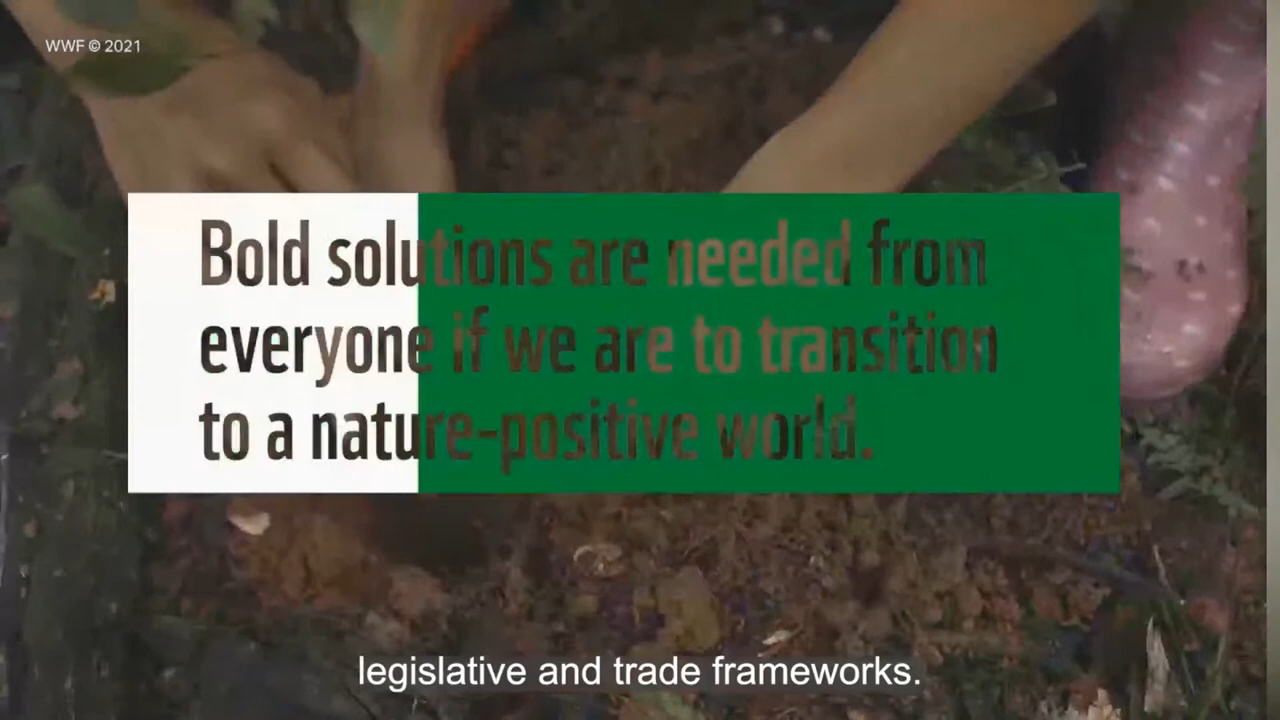 WWF © 2021
Bold solutions are needed from
everyone if we are to transition
to a nature-positive world.
legislative and trade frameworks.